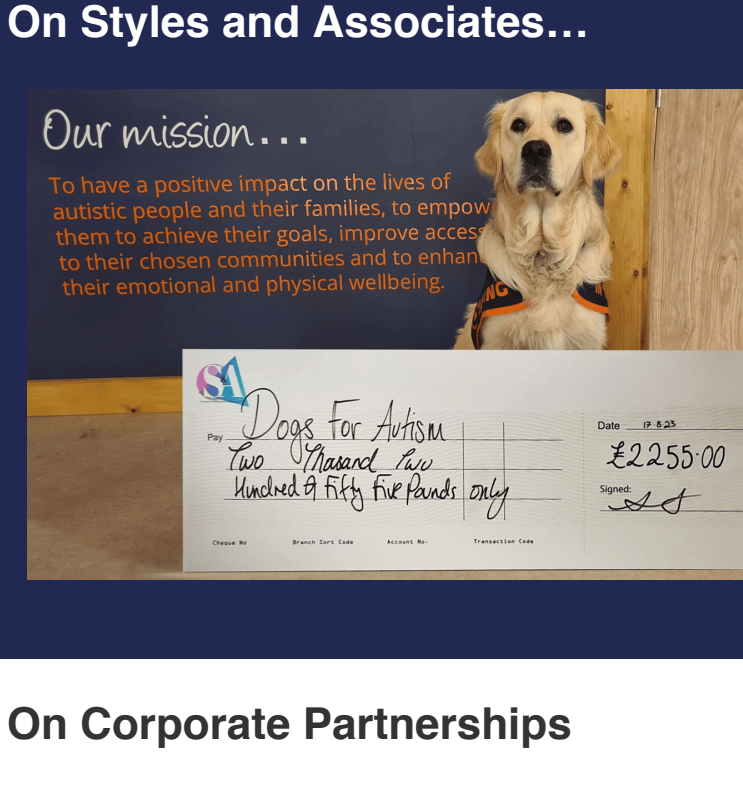 On Styles and Associates…
Our mission...
To have a positive impact on the lives of
autistic people and their families, to empow
them to achieve their goals, improve access
to their chosen communities and to enhan
their emotional and physical wellbeing.
NG
SA
Pay Dogs For Autism
Two Thasand Two
Hundred & Fifty Five Pounds only
Date 17-8-23
£2255-00
Signed:
Cheque No Branch Sort Code Account No. Transaction Code
On Corporate Partnerships